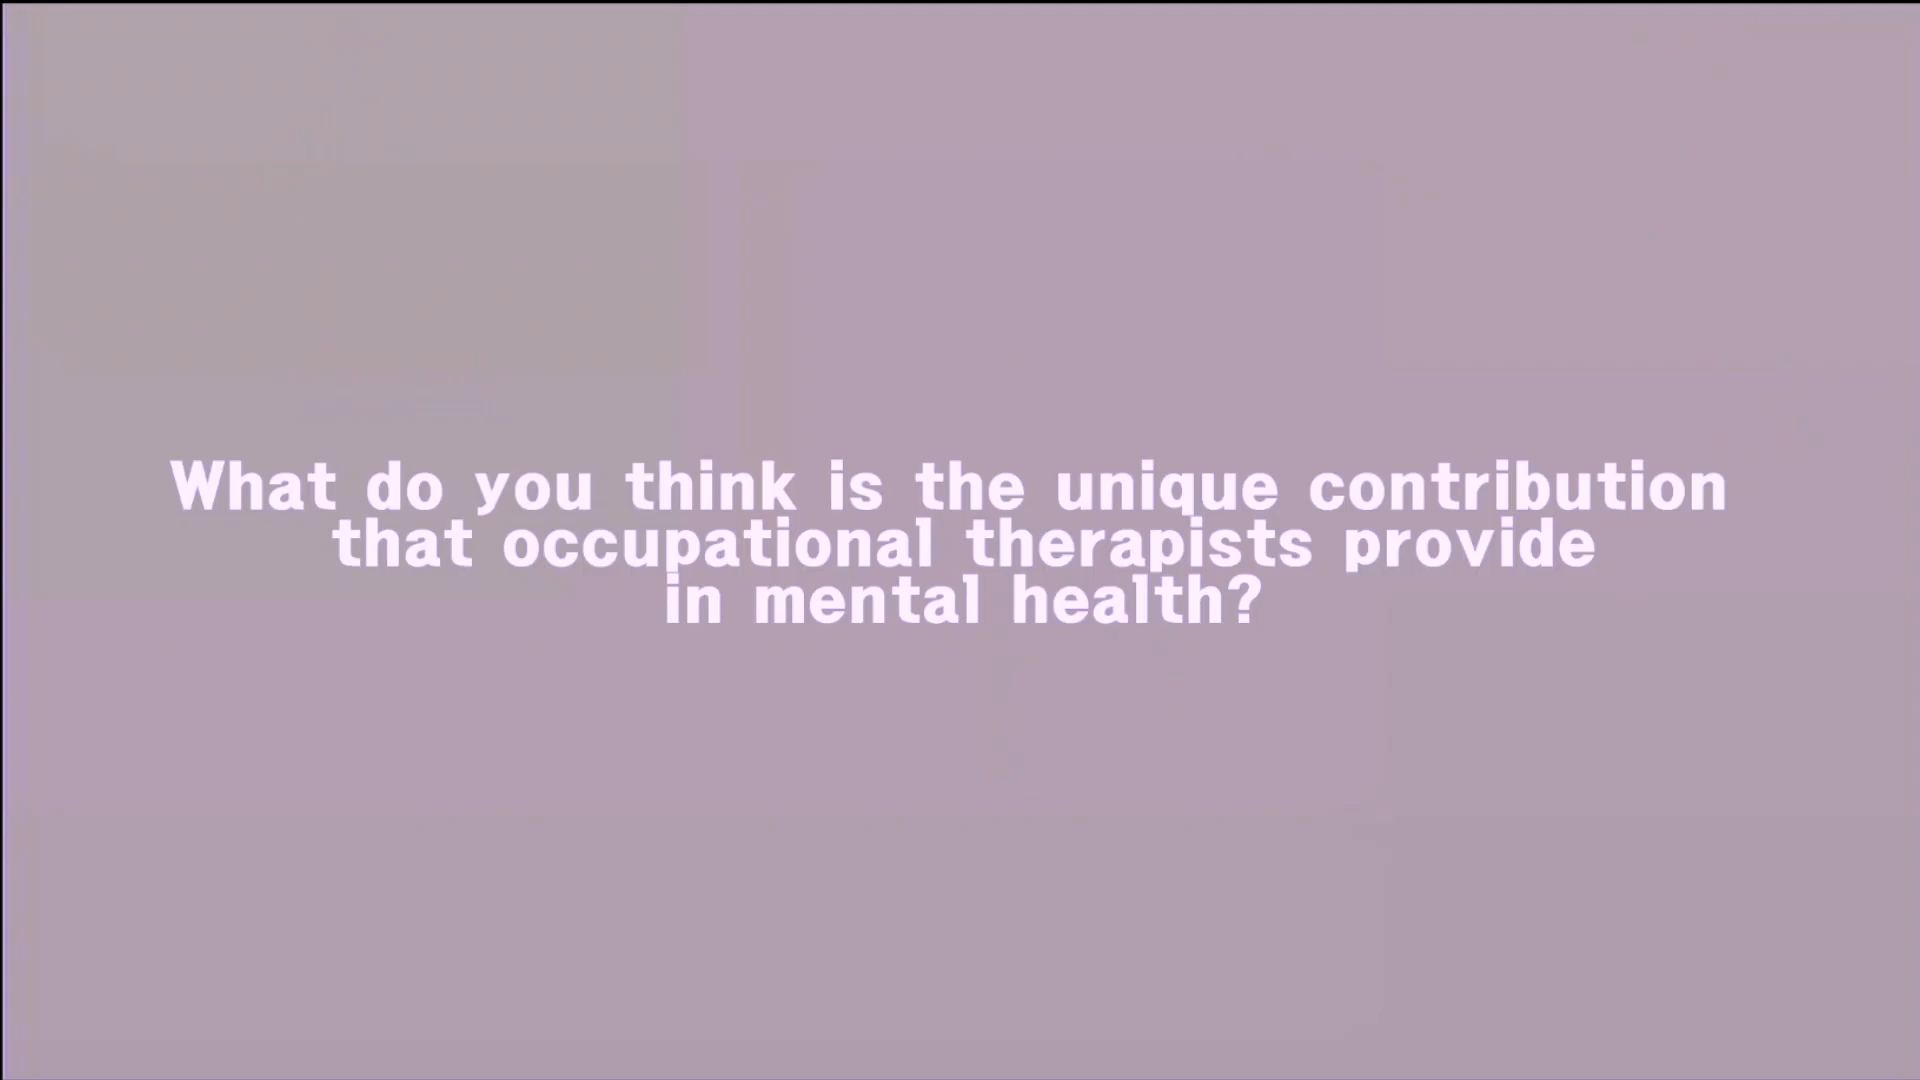 What do you think is the unique contribution
that occupational therapists provide
in mental health?